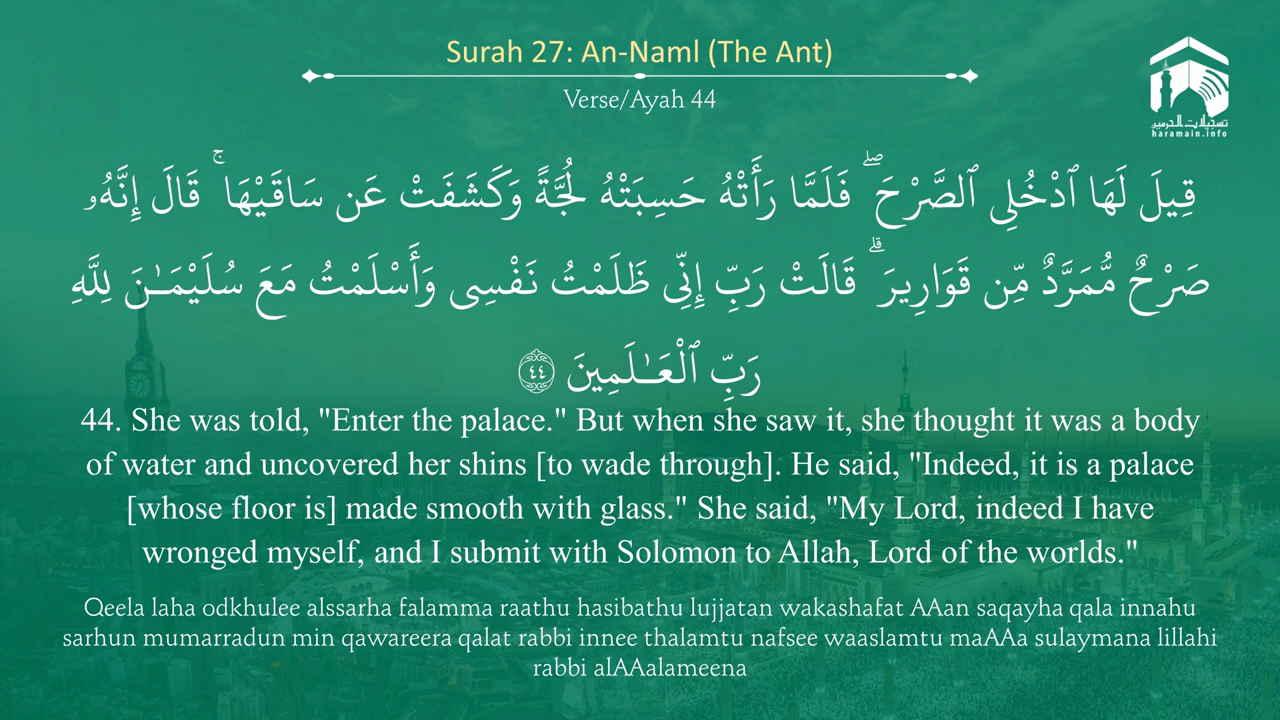 Surah 27: An-Naml (The Ant)
Verse/Ayah 44
تسجيلات الحرمين
haramain.info
قِيلَ لَهَا ٱدْخُلِى ٱلصَّرْحَ ۖ فَلَمَّا رَأَتْهُ حَسِبَتْهُ لُجَّةً وَكَشَفَتْ عَن سَاقَيْهَا ۚ قَالَ إِنَّهُۥ
صَرْحٌ مُّمَرَّدٌ مِّن قَوَارِيرَ ۗ قَالَتْ رَبِّ إِنِّى ظَلَمْتُ نَفْسِى وَأَسْلَمْتُ مَعَ سُلَيْمَـٰنَ لِلَّهِ
رَبِّ ٱلْعَـٰلَمِينَ ٤٤
44. She was told, "Enter the palace." But when she saw it, she thought it was a body
of water and uncovered her shins [to wade through]. He said, "Indeed, it is a palace
[whose floor is] made smooth with glass." She said, "My Lord, indeed I have
wronged myself, and I submit with Solomon to Allah, Lord of the worlds."
Qeela laha odkhulee alssarha falamma raathu hasibathu lujjatan wakashafat AAan saqayha qala innahu
sarhun mumarradun min qawareera qalat rabbi innee thalamtu nafsee waaslamtu maAAa sulaymana lillahi
rabbi alAAalameena